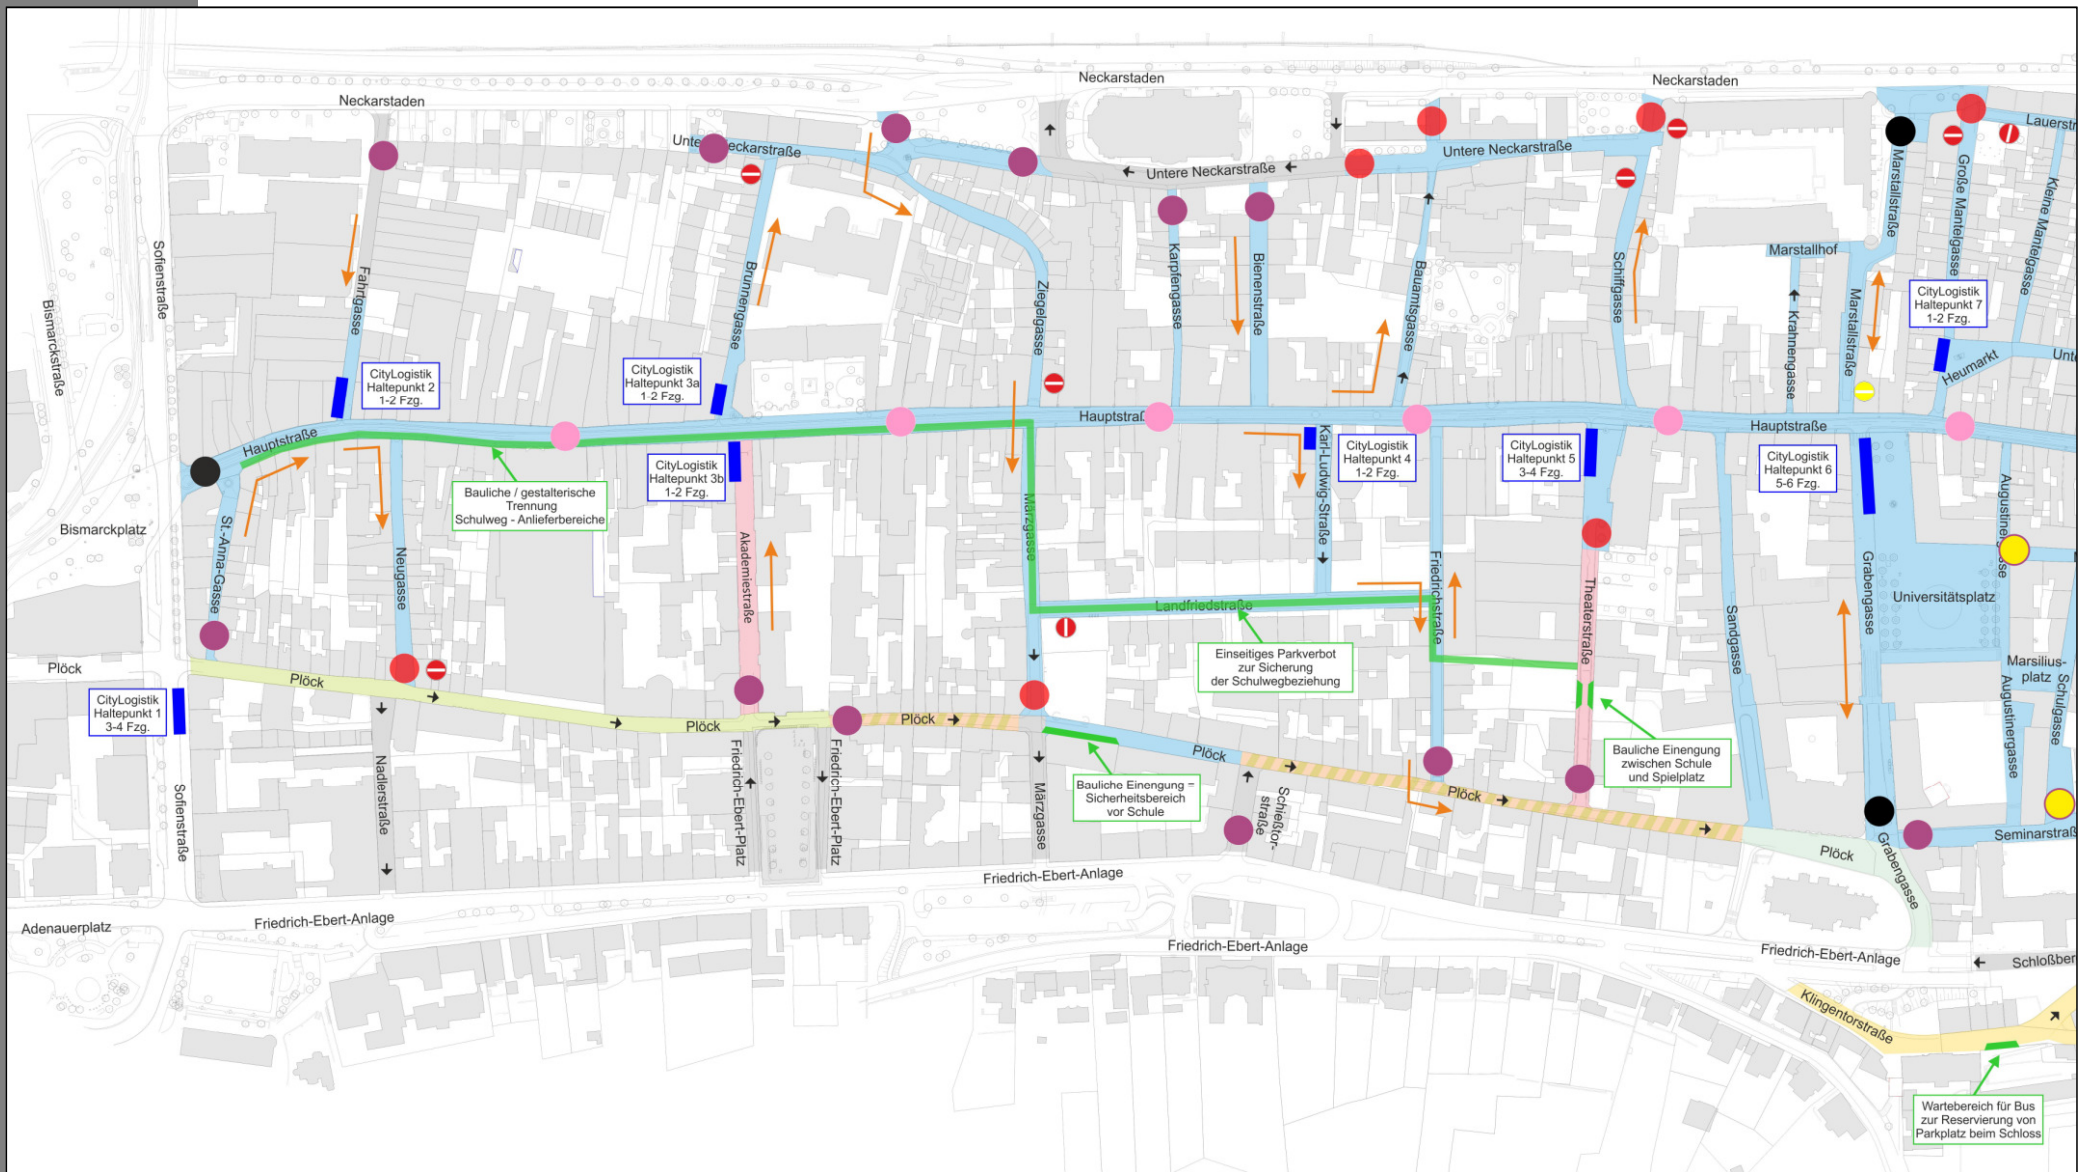 Neckarstaden
Neckarstaden
Neckarstaden
Untere Neckarstraße
Untere Neckarstraße
Untere Neckarstraße
Lauerstr
Sofienstraße
Bismarckstraße
Fahrtgasse
Brunnengasse
Ziegelgasse
Karpfengasse
Bienenstraße
Bauamtsgasse
Schiffgasse
Marstallhof
Krahnengasse
Marstallstraße
Marstallstraße
Große Mantelgasse
Kleine Mantelgasse
Heumarkt
Unt
CityLogistik
Haltepunkt 7
1-2 Fzg.
CityLogistik
Haltepunkt 2
1-2 Fzg.
CityLogistik
Haltepunkt 3a
1-2 Fzg.
Hauptstraße
Hauptstraß
Hauptstraße
CityLogistik
Haltepunkt 3b
1-2 Fzg.
CityLogistik
Haltepunkt 4
1-2 Fzg.
CityLogistik
Haltepunkt 5
3-4 Fzg.
CityLogistik
Haltepunkt 6
5-6 Fzg.
Bauliche / gestalterische
Trennung
Schulweg - Anlieferbereiche
Bismarckplatz
St.-Anna-Gasse
Neugasse
Akademiestraße
Märzgasse
Karl-Ludwig-Straße
Landfriedstraße
Friedrichstraße
Theaterstraße
Sandgasse
Grabengasse
Universitätsplatz
Augustinergasse
Marsilius-
platz
Augustinergasse
Schulgasse
Einseitiges Parkverbot
zur Sicherung
der Schulwegbeziehung
Plöck
Plöck
Plöck
Plöck
Plöck
Plöck
Plöck
CityLogistik
Haltepunkt 1
3-4 Fzg.
Sofienstraße
Nadlerstraße
Friedrich-Ebert-Platz
Friedrich-Ebert-Platz
Märzgasse
Bauliche Einengung =
Sicherheitsbereich
vor Schule
Schießtor-
straße
Bauliche Einengung
zwischen Schule
und Spielplatz
Seminarstraß
Grabengasse
Adenauerplatz
Friedrich-Ebert-Anlage
Friedrich-Ebert-Anlage
Friedrich-Ebert-Anlage
Friedrich-Ebert-Anlage
Schloßber
Klingentorstraße
Wartebereich für Bus
zur Reservierung von
Parkplatz beim Schloss